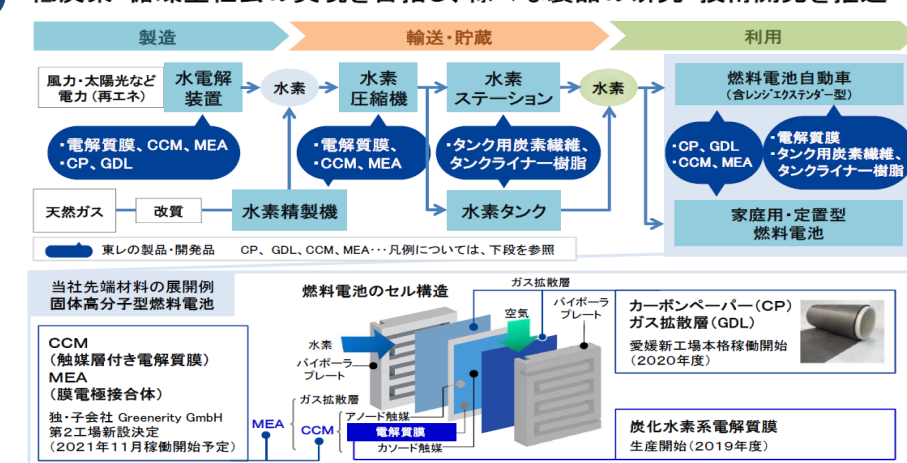 製造
輸送・貯蔵
利用
風力・太陽光など
電力(再エネ)
水電解
装置
水素
水素
圧縮機
水素
ステーション
水素
燃料電池自動車
(含レンジエクステンダー型)
・電解質膜、CCM、MEA
・CP、GDL
・電解質膜、
・CCM、MEA
・タンク用炭素繊維、
タンクライナー樹脂
・CP、GDL
・CCM、MEA
・電解質膜
・タンク用炭素繊維、
タンクライナー樹脂
天然ガス
改質
水素精製機
水素タンク
家庭用・定置型
燃料電池
東レの製品・開発品 CP、GDL、CCM、MEA・・・凡例については、下段を参照
当社先端材料の展開例
固体高分子型燃料電池
燃料電池のセル構造
ガス拡散層
バイポーラ
プレート
空気
水素
バイポーラ
プレート
ガス拡散層
アノード触媒
MEA
CCM
電解質膜
カソード触媒
CCM
(触媒層付き電解質膜)
MEA
(膜電極接合体)
独・子会社 Greenerity GmbH
第2工場新設決定
(2021年11月稼働開始予定)
カーボンペーパー(CP)
ガス拡散層(GDL)
愛媛新工場本格稼働開始
(2020年度)
炭化水素系電解質膜
生産開始(2019年度)